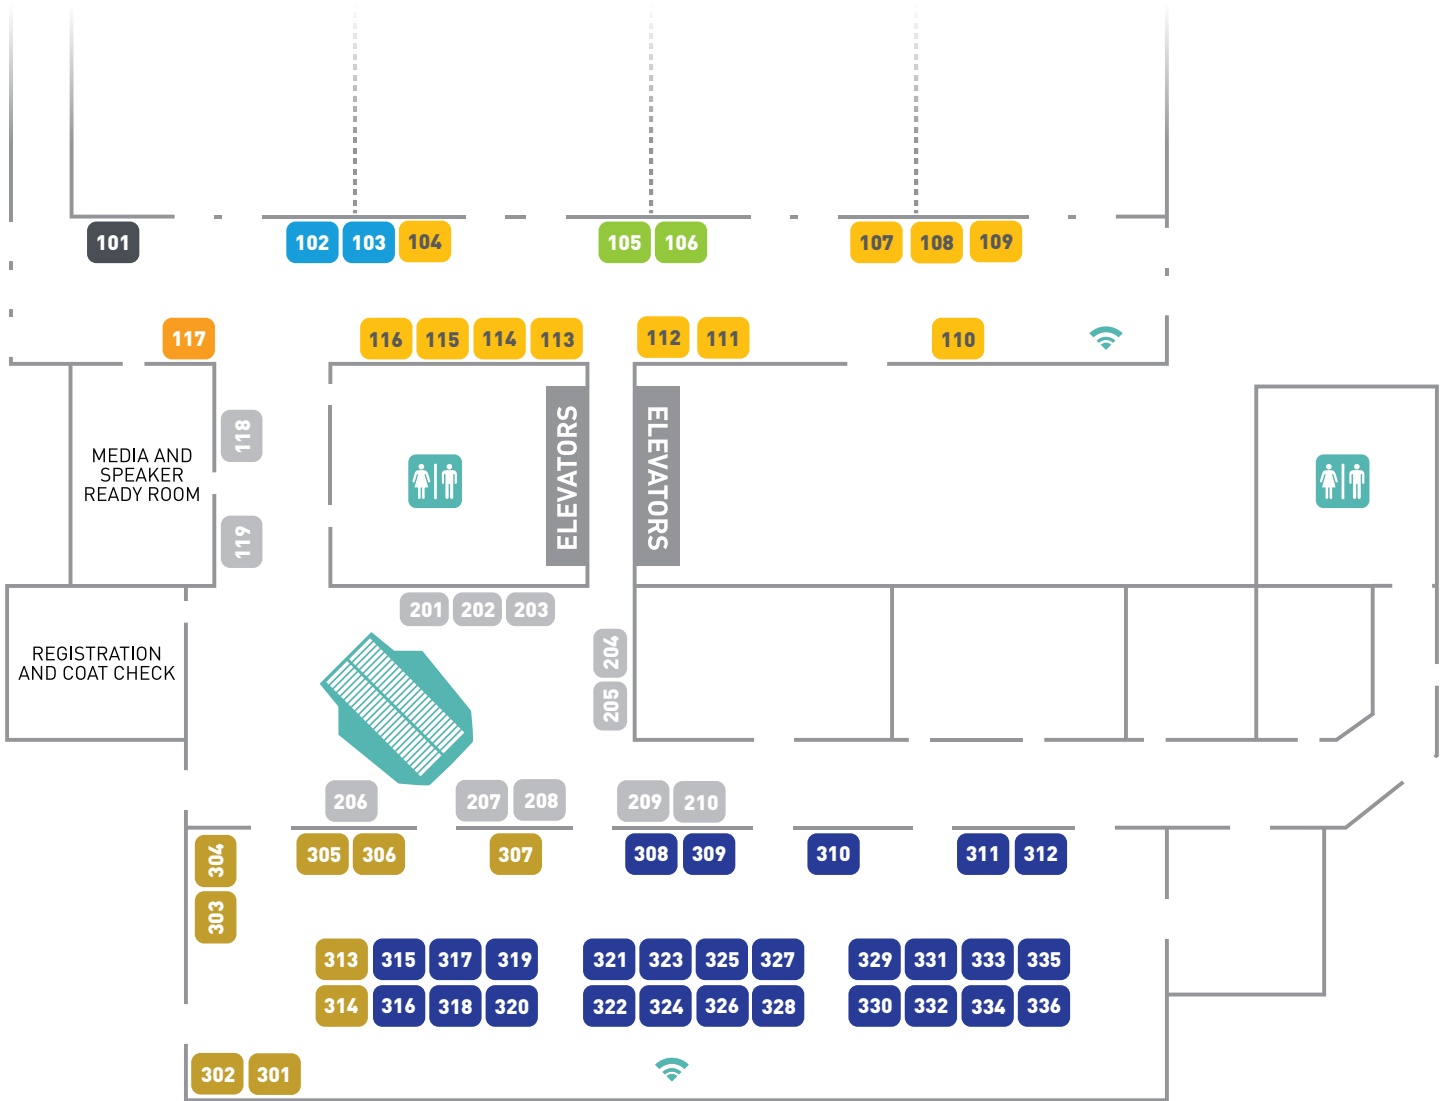 101
102 103 104
105 106
107 108 109
117
116 115 114 113
112 111
110
118
ELEVATORS
ELEVATORS
MEDIA AND
SPEAKER
READY ROOM
119
201 202 203
204
205
REGISTRATION
AND COAT CHECK
206
207 208
209 210
304
303
305 306
307
308 309
310
311 312
313 315 317 319
321 323 325 327
329 331 333 335
314 316 318 320
322 324 326 328
330 332 334 336
302 301